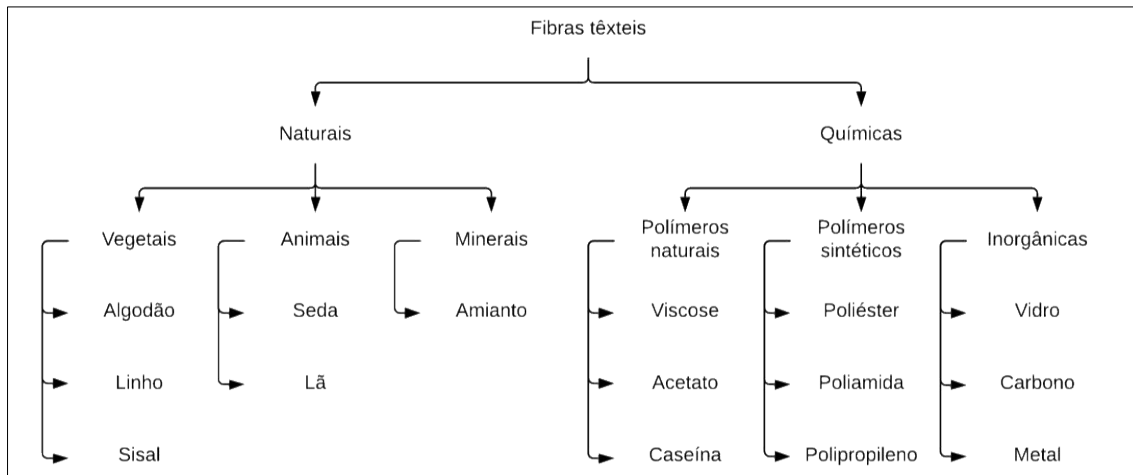 Fibras têxteis
Naturais
Químicas
Vegetais
Animais
Minerais
Polímeros
naturais
Polímeros
sintéticos
Inorgânicas
Algodão
Seda
Amianto
Viscose
Poliéster
Vidro
Linho
Lã
Acetato
Poliamida
Carbono
Sisal
Caseína
Polipropileno
Metal